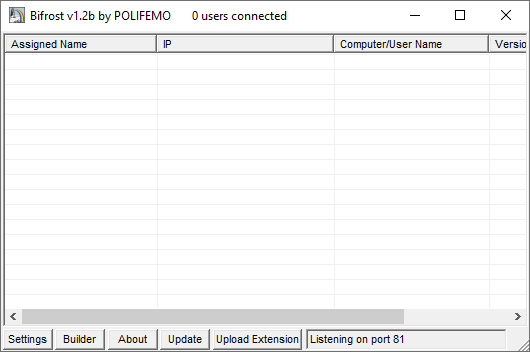 Bifrost v1.2b by POLIFEMO 0 users connected
Assigned Name IP Computer/User Name Versio
Settings Builder About Update Upload Extension Listening on port 81